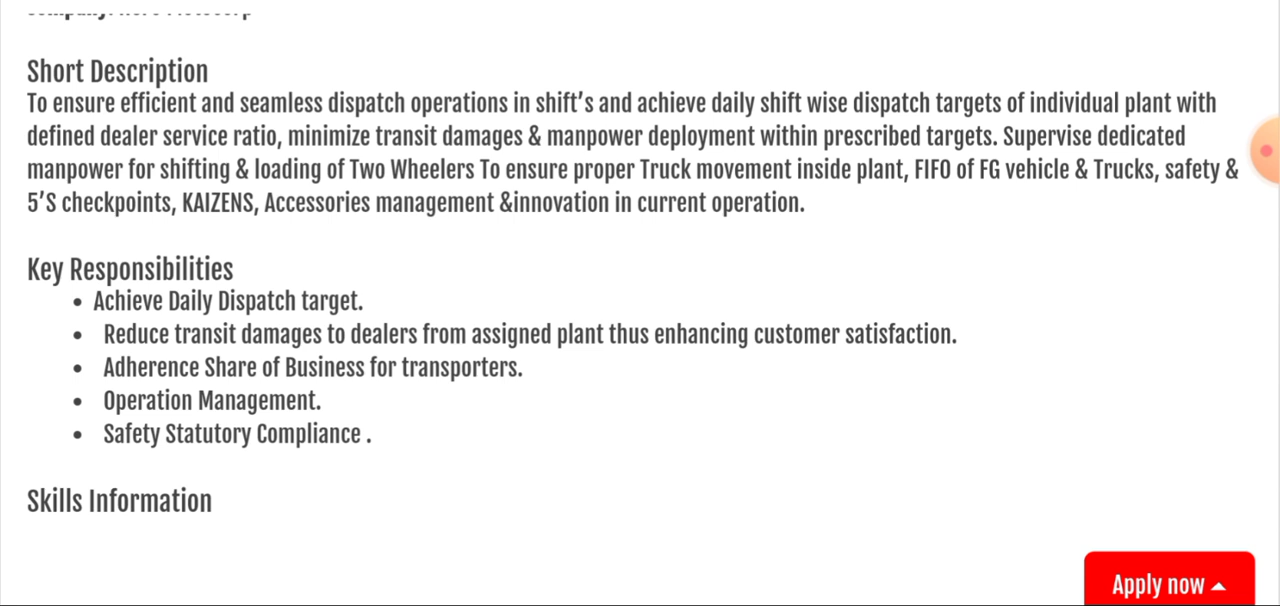 Short Description
To ensure efficient and seamless dispatch operations in shift's and achieve daily shift wise dispatch targets of individual plant with
defined dealer service ratio, minimize transit damages & manpower deployment within prescribed targets. Supervise dedicated
manpower for shifting & loading of Two Wheelers To ensure proper Truck movement inside plant, FIFO of FG vehicle & Trucks, safety &
5'S checkpoints, KAIZENS, Accessories management &innovation in current operation.
Key Responsibilities
• Achieve Daily Dispatch target.
• Reduce transit damages to dealers from assigned plant thus enhancing customer satisfaction.
• Adherence Share of Business for transporters.
• Operation Management.
• Safety Statutory Compliance .
Skills Information
Apply now